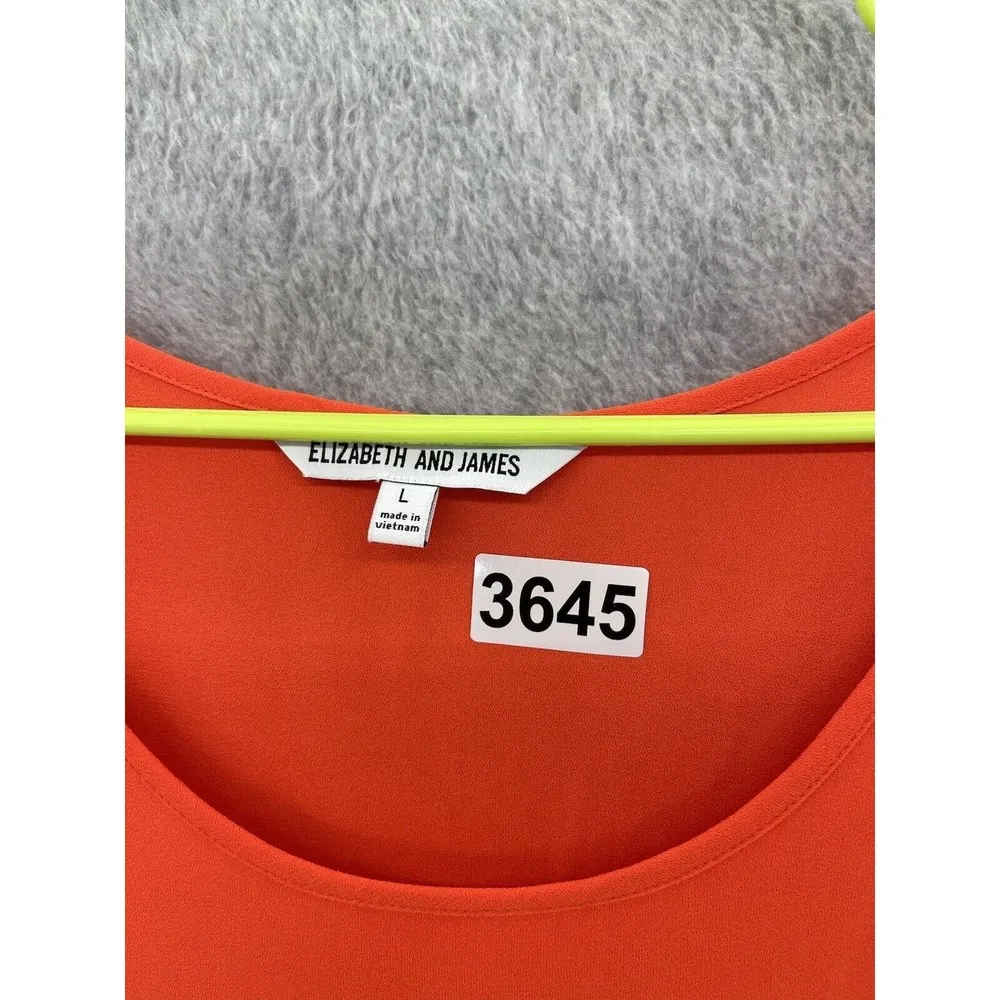 ELIZABETH AND JAMES
L
made in
vietnam
3645